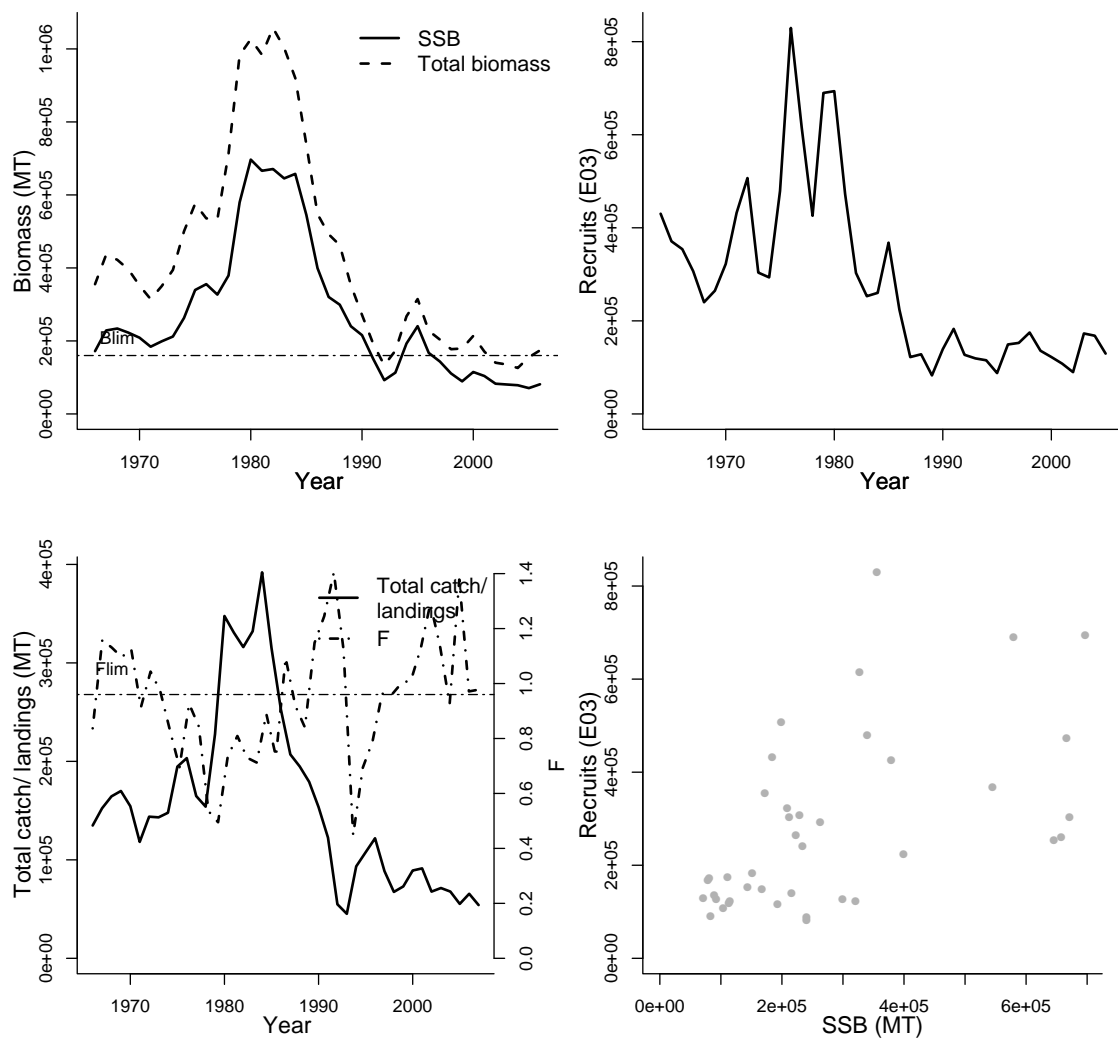 SSB
Total biomass
Biomass (MT)
0e+00
2e+05
4e+05
6e+05
8e+05
1e+06
Blim
1970
1980
1990
2000
Year
Recruits (E03)
0e+00
2e+05
4e+05
6e+05
8e+05
1970
1980
1990
2000
Year
Total catch/ landings (MT)
0e+00
1e+05
2e+05
3e+05
4e+05
Flim
Total catch/
landings
F
0.0
0.2
0.4
0.6
0.8
1.0
1.2
1.4
F
1970
1980
1990
2000
Year
Recruits (E03)
0e+00
2e+05
4e+05
6e+05
8e+05
0e+00
2e+05
4e+05
6e+05
SSB (MT)